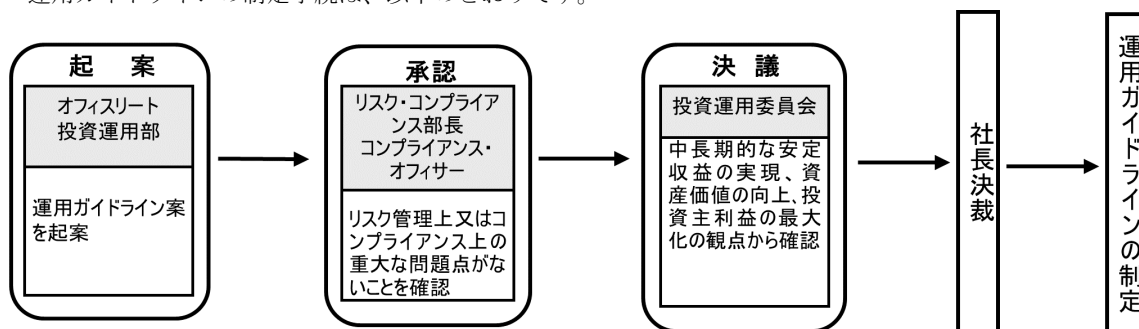 運用ガイドラインの制定手続は、以下のとおりです。
起 案
オフィスリート
投資運用部
運用ガイドライン案
を起案
承認
リスク・コンプライア
ンス部長
コンプライアンス・
オフィサー
リスク管理上又はコ
ンプライアンス上の
重大な問題点がな
いことを確認
決 議
投資運用委員会
中長期的な安定
収益の実現、資
産価値の向上、投
資主利益の最大
化の観点から確認
社長決裁
運用ガイドラインの制定